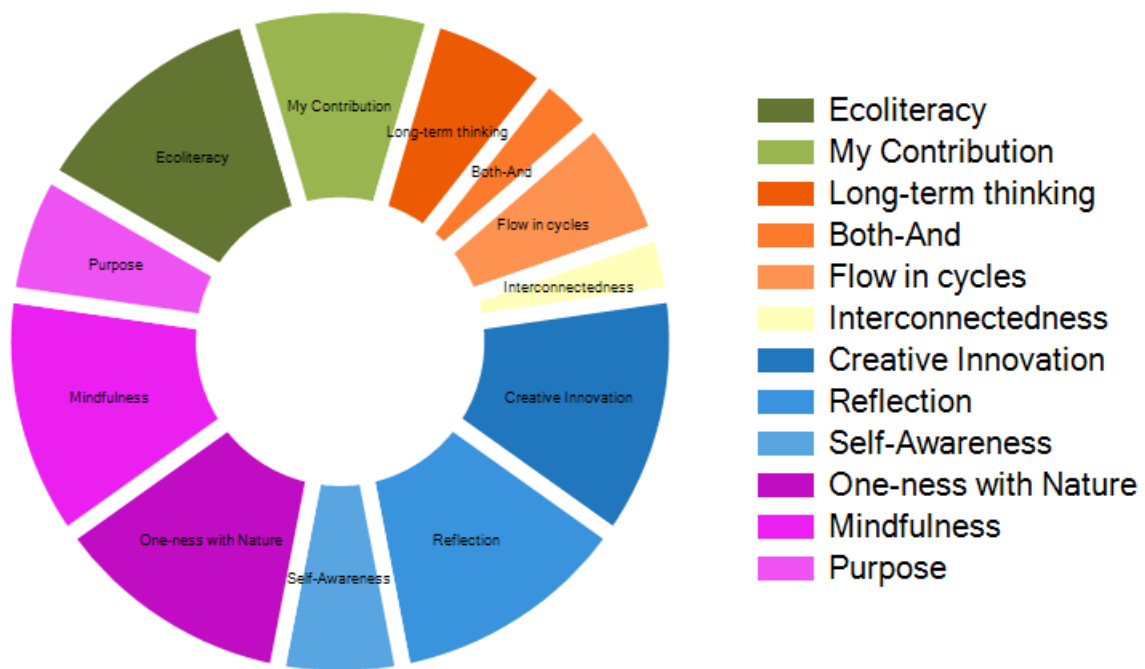 My Contribution
Long-term thinking
Ecoliteracy
Both-And
Flow in cycles
Purpose
Interconnectedness
Mindfulness
Creative Innovation
One-ness with Nature
Reflection
Self-Awareness
Ecoliteracy
My Contribution
Long-term thinking
Both-And
Flow in cycles
Interconnectedness
Creative Innovation
Reflection
Self-Awareness
One-ness with Nature
Mindfulness
Purpose